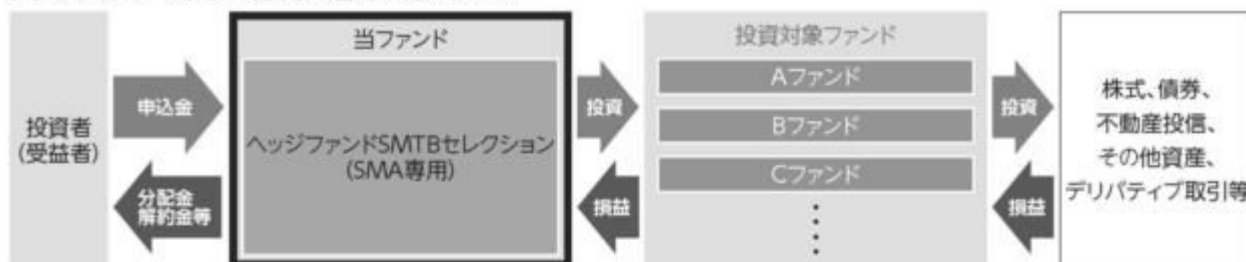 投資者
(受益者)
申込金
分配金
解約金等
当ファンド
ヘッジファンドSMTBセレクション
(SMA専用)
投資
損益
投資対象ファンド
Aファンド
Bファンド
Cファンド
投資
損益
株式、債券、
不動産投信、
その他資産、
デリバティブ取引等